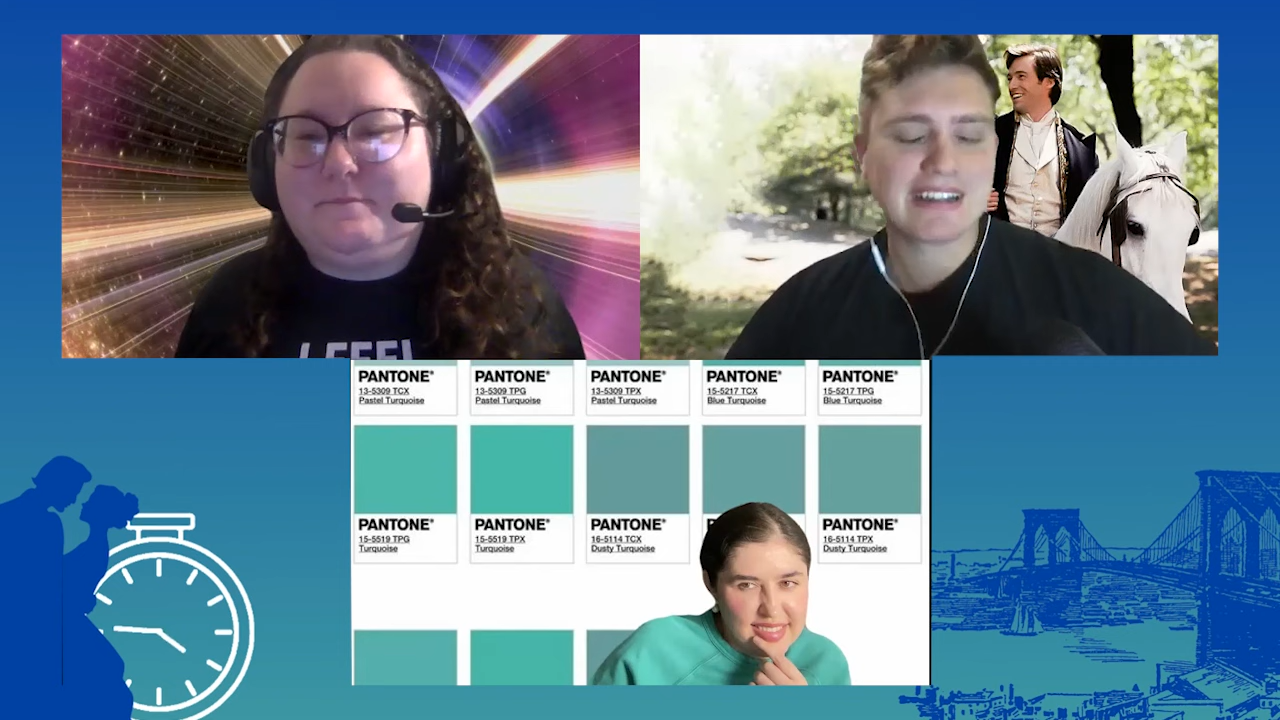 I FEEL
PANTONE®
13-5309 TCX
Pastel Turquoise
PANTONE®
13-5309 TPG
Pastel Turquoise
PANTONE®
13-5309 TPX
Pastel Turquoise
PANTONE®
15-5217 TCX
Blue Turquoise
PANTONE®
15-5217 TPG
Blue Turquoise
PANTONE®
15-5519 TPG
Turquoise
PANTONE®
15-5519 TPX
Turquoise
PANTONE®
16-5114 TCX
Dusty Turquoise
PANTONE®
16-5114 TPX
Dusty Turquoise